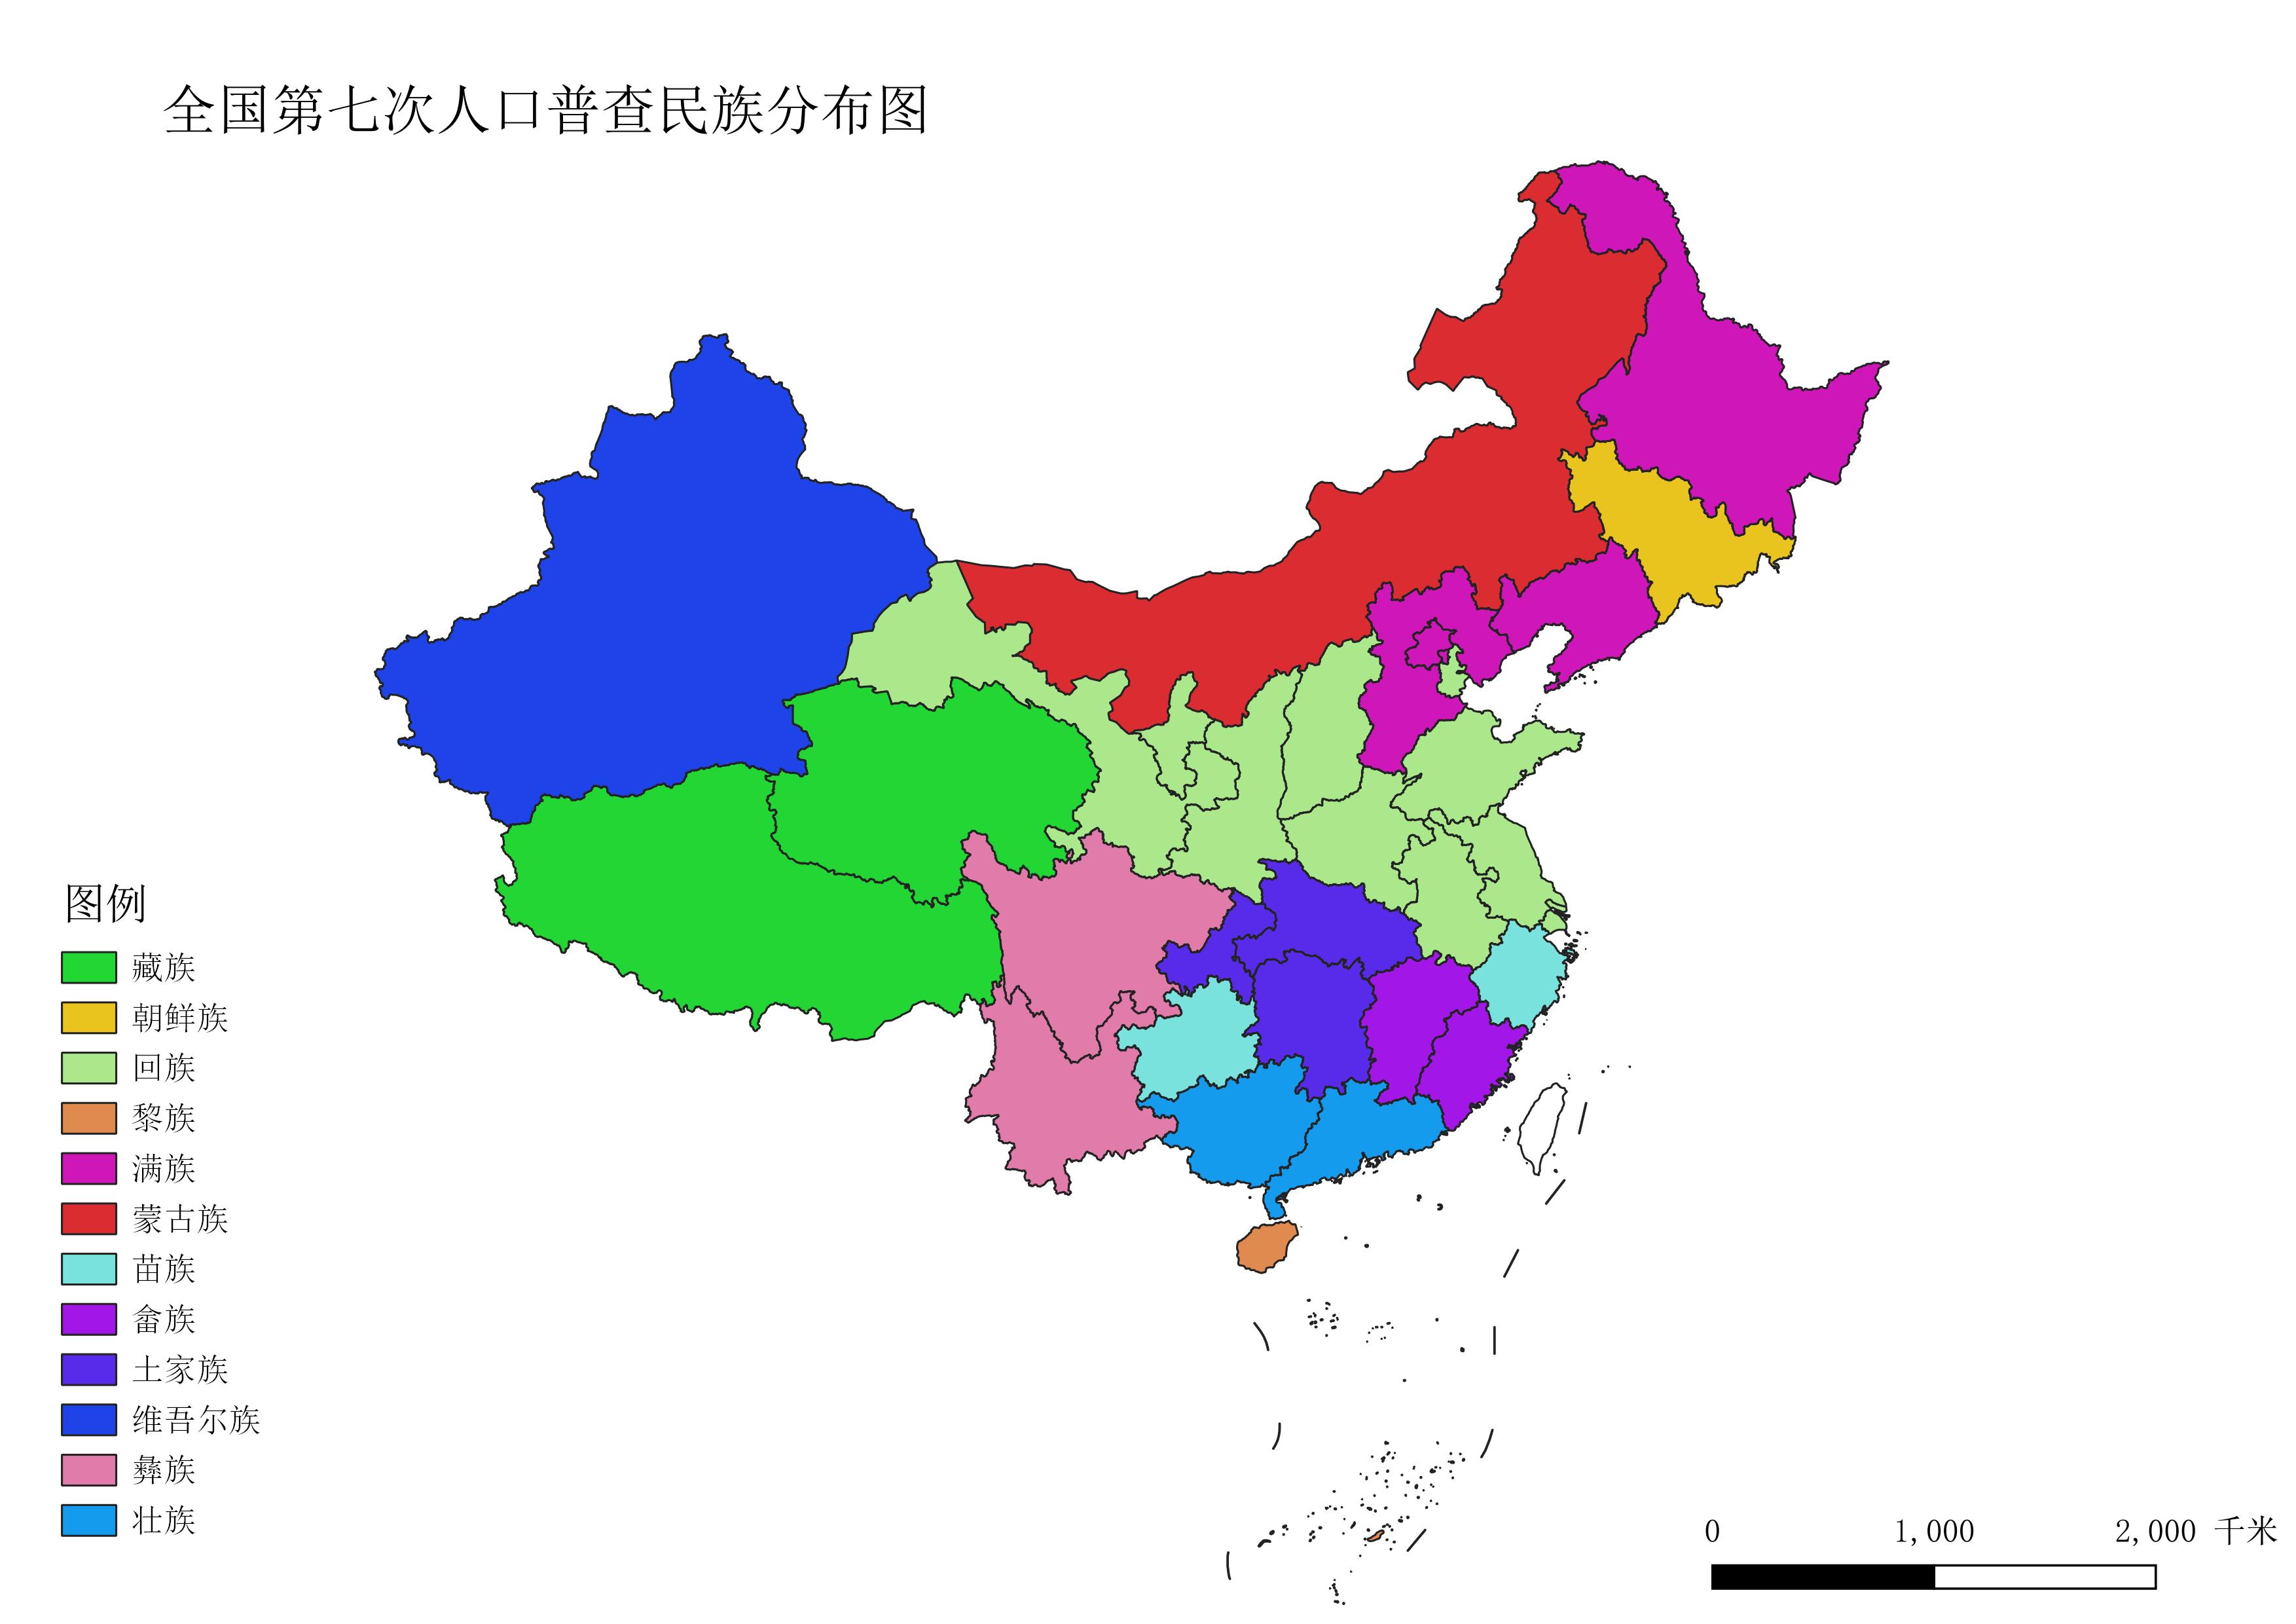 全国第七次人口普查民族分布图
图例
藏族
朝鲜族
回族
黎族
满族
蒙古族
苗族
畲族
土家族
维吾尔族
彝族
壮族
0 1,000 2,000 千米